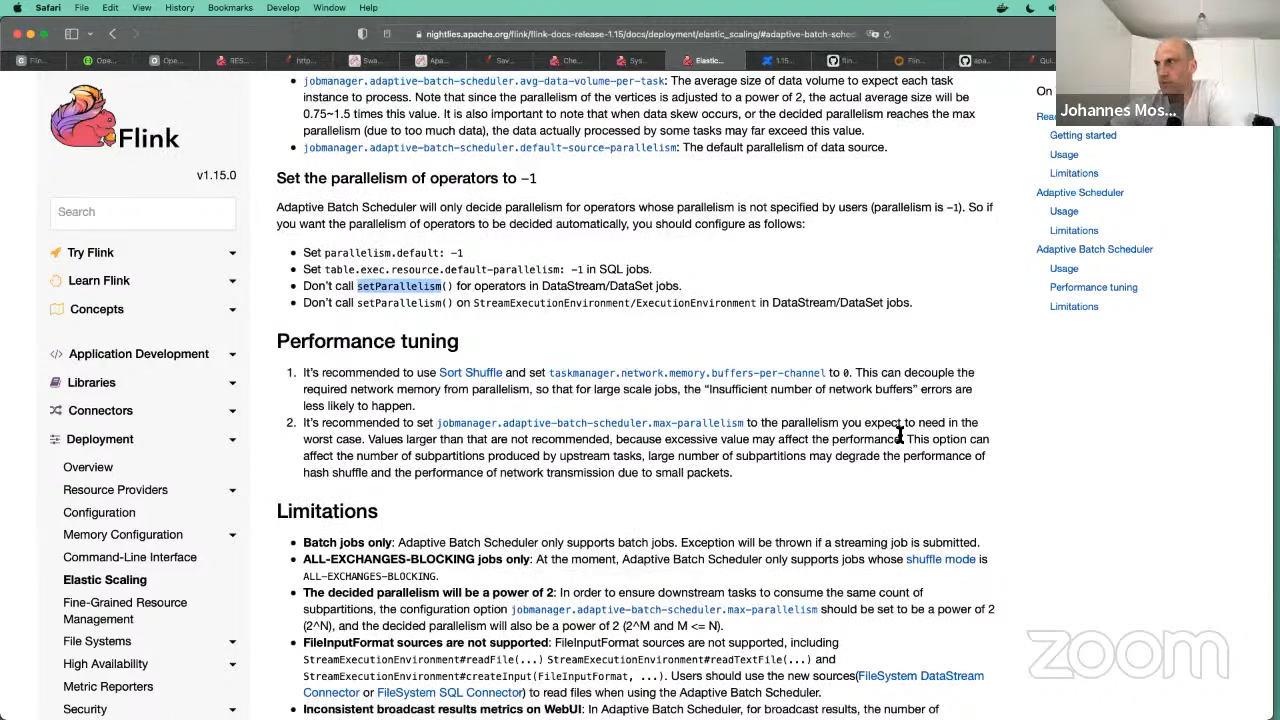 Safari File Edit View History Bookmarks Develop Window Help
nightlies.apache.org/flink/flink-docs-release-1.15/docs/deployment/elastic_scaling/#adaptive-batch-sche
Flin... Ope... Ope... RES... http... Com... Che... Sys... Data... Elastic... 1.15... flin... Flin... apa... Qui
Johannes Mos...
Flink
v1.15.0
Search
Try Flink
Learn Flink
Concepts
Application Development
Libraries
Connectors
Deployment
Overview
Resource Providers
Configuration
Memory Configuration
Command-Line Interface
Elastic Scaling
Fine-Grained Resource
Management
File Systems
High Availability
Metric Reporters
Security
jobmanager.adaptive-batch-scheduler.avg-data-volume-per-task: The average size of data volume to expect each task
instance to process. Note that since the parallelism of the vertices is adjusted to a power of 2, the actual average size will be
0.75~1.5 times this value. It is also important to note that when data skew occurs, or the decided parallelism reaches the max
parallelism (due to too much data), the data actually processed by some tasks may far exceed this value.
jobmanager.adaptive-batch-scheduler.default-source-parallelism: The default parallelism of data source.
Set the parallelism of operators to -1
Adaptive Batch Scheduler will only decide parallelism for operators whose parallelism is not specified by users (parallelism is -1). So if
you want the parallelism of operators to be decided automatically, you should configure as follows:
Set parallelism.default: -1
Set table.exec.resource.default-parallelism: -1 in SQL jobs.
Don't call setParallelism() for operators in DataStream/DataSet jobs.
Don't call setParallelism() on StreamExecutionEnvironment/ExecutionEnvironment in DataStream/DataSet jobs.
Performance tuning
1. It's recommended to use Sort Shuffle and set taskmanager.network.memory.buffers-per-channel to 0. This can decouple the
required network memory from parallelism, so that for large scale jobs, the "Insufficient number of network buffers" errors are
less likely to happen.
2. It's recommended to set jobmanager.adaptive-batch-scheduler.max-parallelism to the parallelism you expect to need in the
worst case. Values larger than that are not recommended, because excessive value may affect the performance. This option can
affect the number of subpartitions produced by upstream tasks, large number of subpartitions may degrade the performance of
hash shuffle and the performance of network transmission due to small packets.
Limitations
Batch jobs only: Adaptive Batch Scheduler only supports batch jobs. Exception will be thrown if a streaming job is submitted.
ALL-EXCHANGES-BLOCKING jobs only: At the moment, Adaptive Batch Scheduler only supports jobs whose shuffle mode is
ALL-EXCHANGES-BLOCKING.
The decided parallelism will be a power of 2: In order to ensure downstream tasks to consume the same count of
subpartitions, the configuration option jobmanager.adaptive-batch-scheduler.max-parallelism should be set to be a power of 2
(2^N), and the decided parallelism will also be a power of 2 (2^M and M <= N).
FileInputFormat sources are not supported: FileInputFormat sources are not supported, including
StreamExecutionEnvironment#readFile(...) StreamExecutionEnvironment#readTextFile(...) and
StreamExecutionEnvironment#createInput(FileInputFormat, ...). Users should use the new sources(FileSystem DataStream
Connector or FileSystem SQL Connector) to read files when using the Adaptive Batch Scheduler.
Inconsistent broadcast results metrics on WebUI: In Adaptive Batch Scheduler, for broadcast results, the number of
On
Rea
Getting started
Usage
Limitations
Adaptive Scheduler
Usage
Limitations
Adaptive Batch Scheduler
Usage
Performance tuning
Limitations
zoom